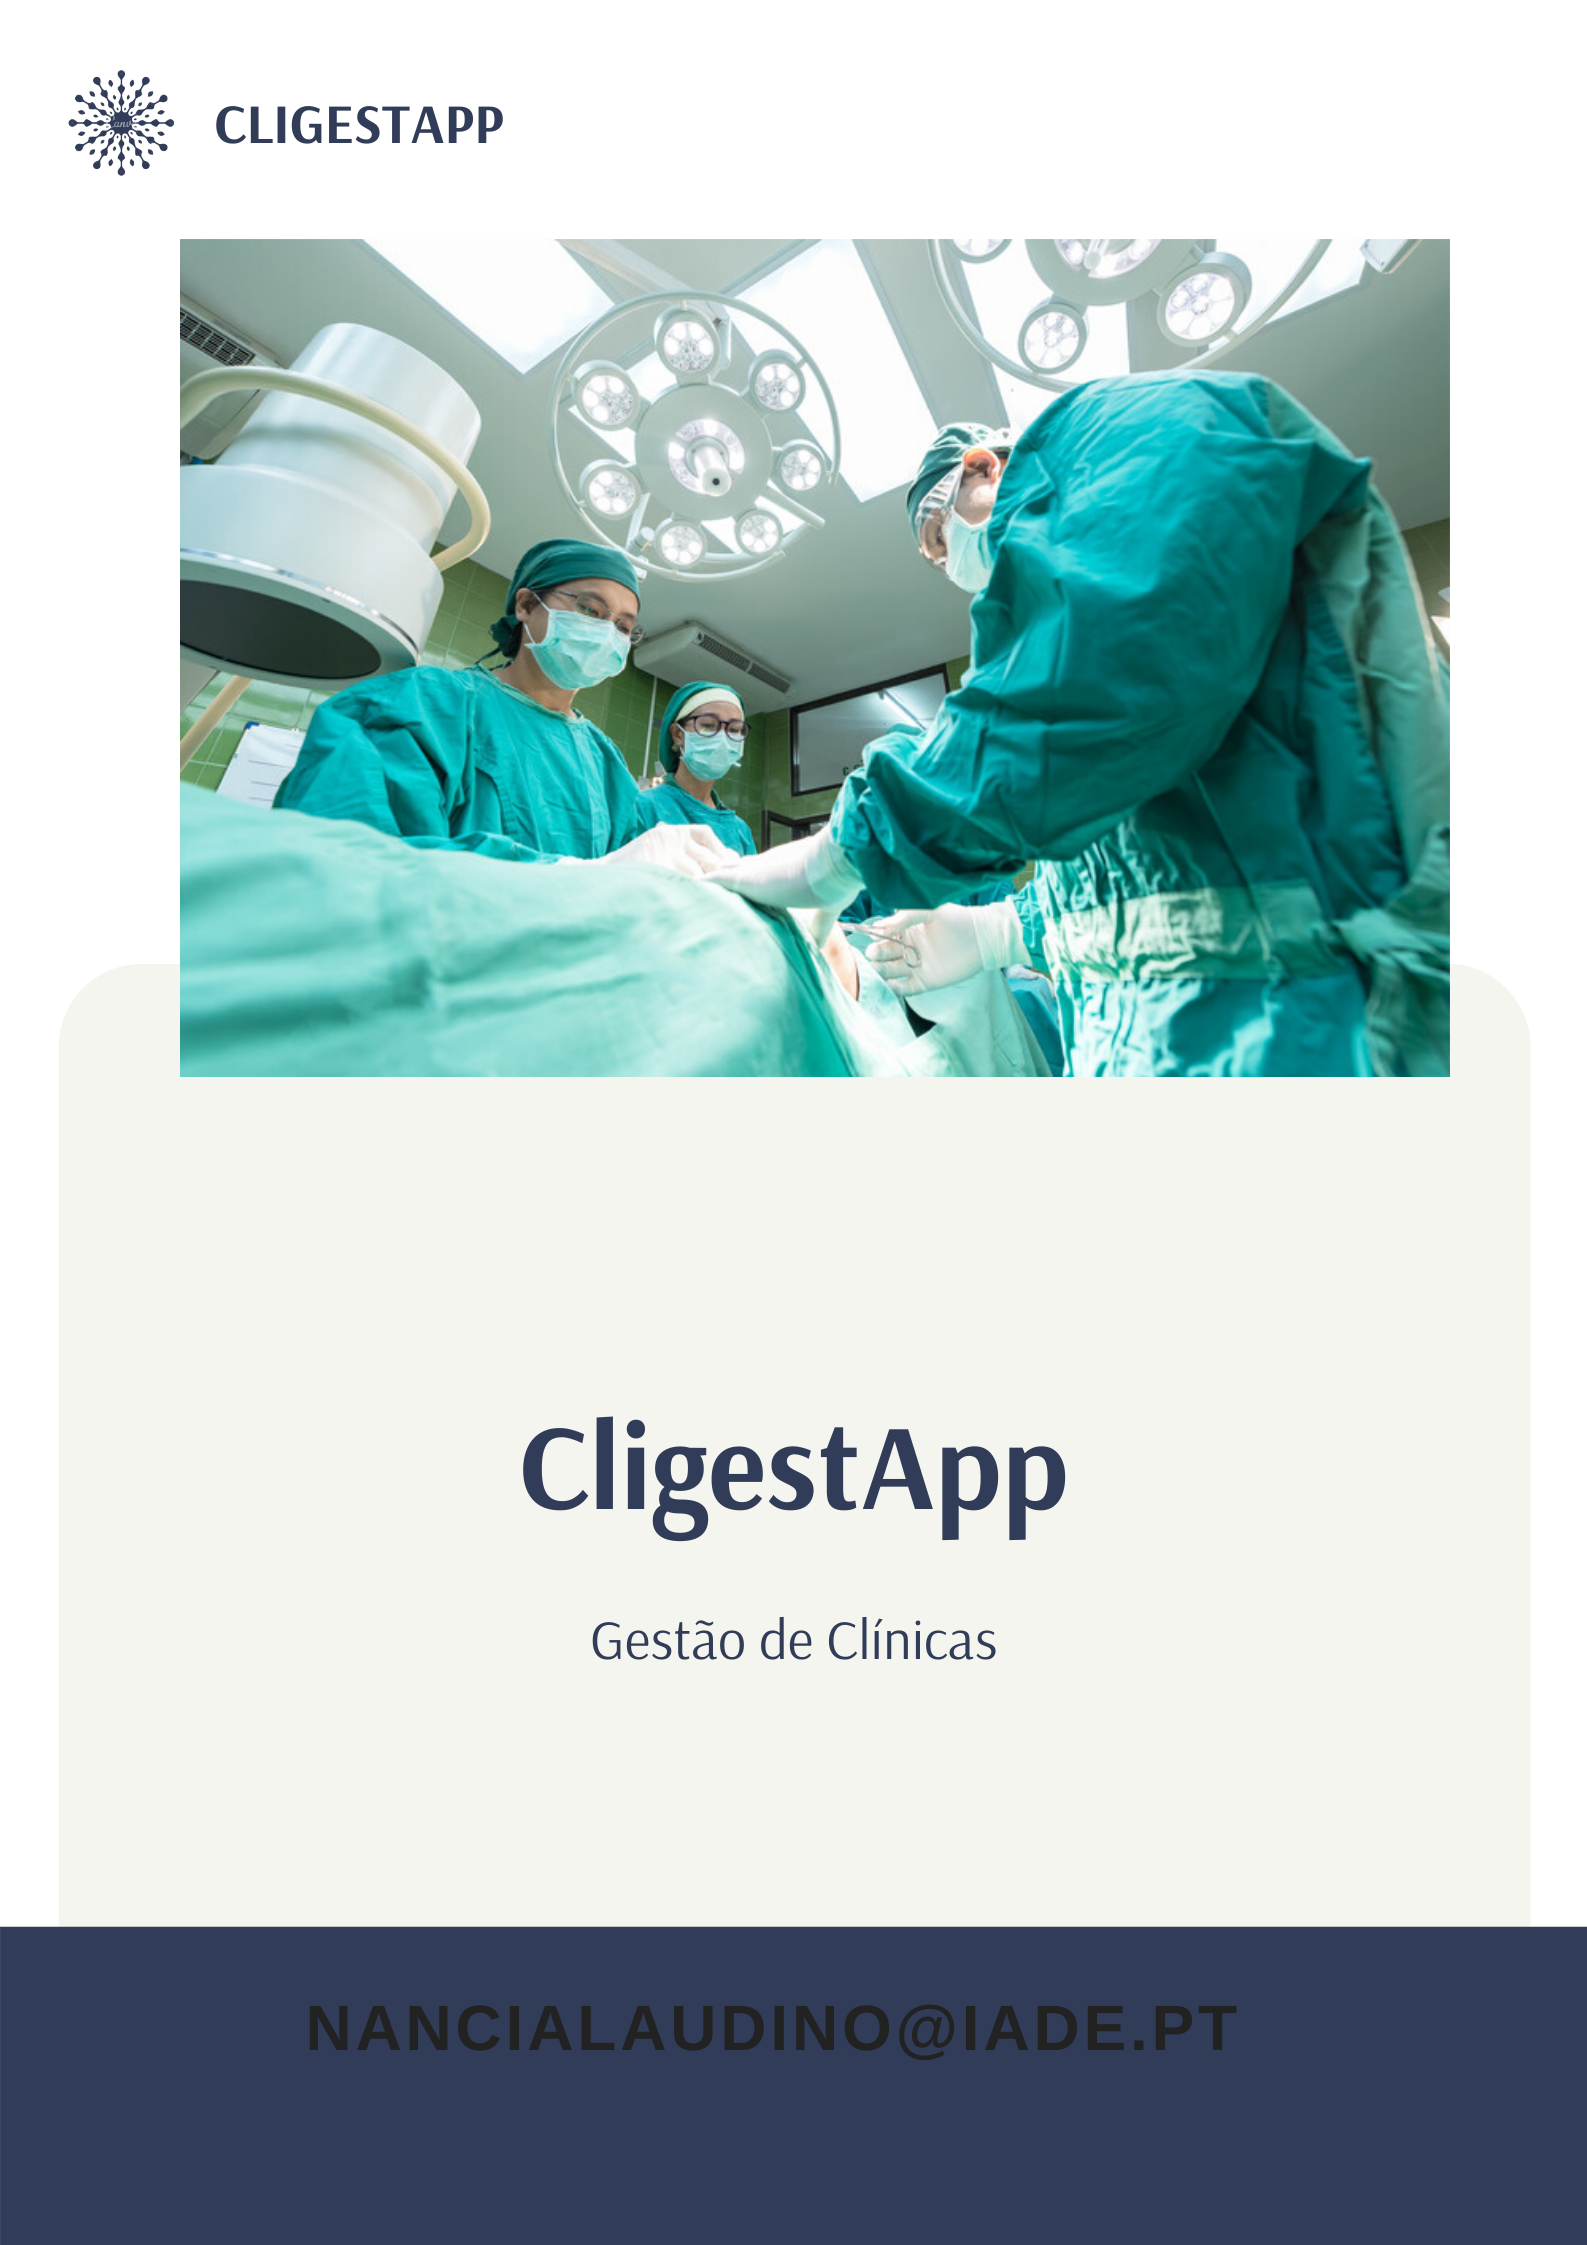 CLIGESTAPP
CligestApp
Gestão de Clínicas
NANCIALAUDINO@IADE.PT